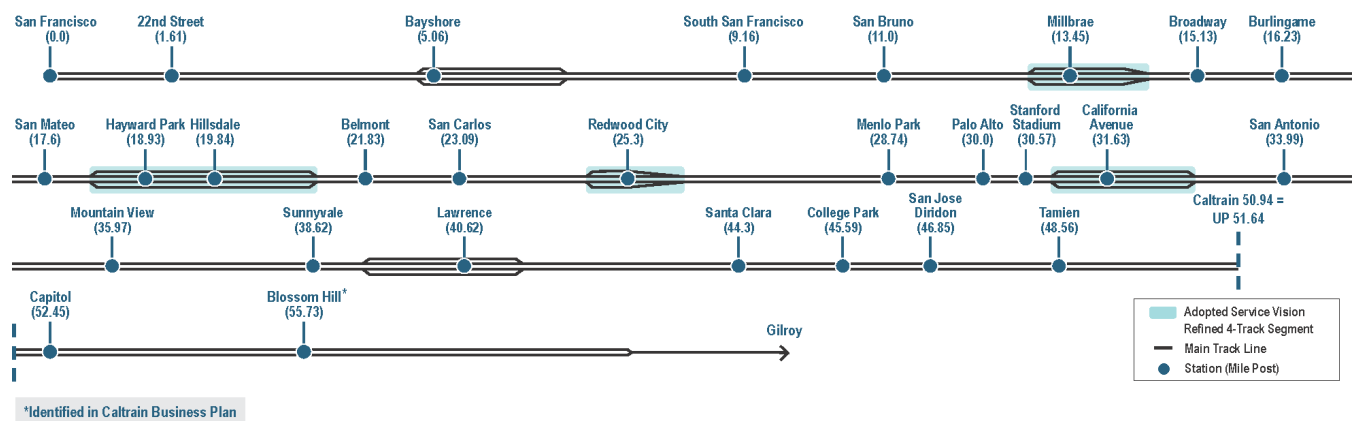 San Francisco
(0.0)
22nd Street
(1.61)
Bayshore
(5.06)
South San Francisco
(9.16)
San Bruno
(11.0)
Millbrae
(13.45)
Broadway
(15.13)
Burlingame
(16.23)
San Mateo
(17.6)
Hayward Park
(18.93)
Hillsdale
(19.84)
Belmont
(21.83)
San Carlos
(23.09)
Redwood City
(25.3)
Menlo Park
(28.74)
Palo Alto
(30.0)
Stanford
Stadium
(30.57)
California
Avenue
(31.63)
San Antonio
(33.99)
Mountain View
(35.97)
Sunnyvale
(38.62)
Lawrence
(40.62)
Santa Clara
(44.3)
College Park
(45.59)
San Jose
Diridon
(46.85)
Tamien
(48.56)
Caltrain 50.94 =
UP 51.64
Capitol
(52.45)
Blossom Hill*
(55.73)
Gilroy
Adopted Service Vision
Refined 4-Track Segment
Main Track Line
Station (Mile Post)
*Identified in Caltrain Business Plan